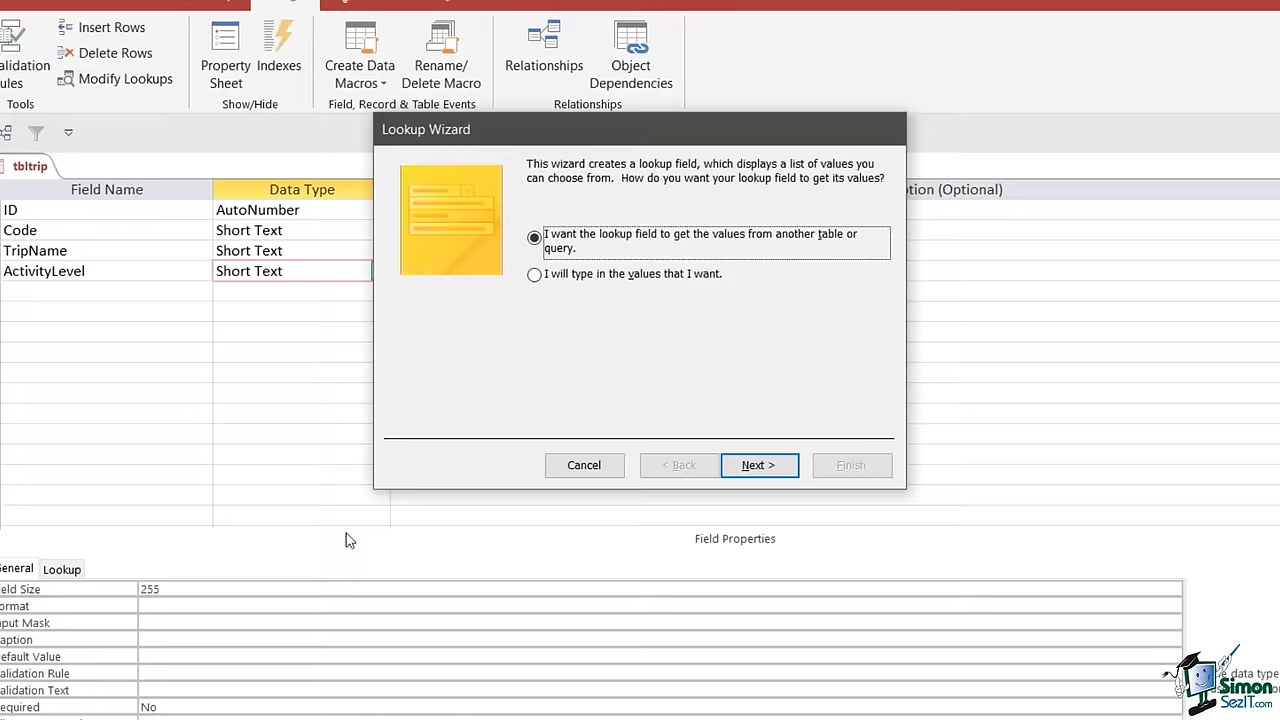 Insert Rows
Delete Rows
Modify Lookups
alidation
ules
Property
Sheet
Indexes
Create Data
Macros
Rename/
Delete Macro
Relationships
Object
Dependencies
Tools
Show/Hide
Field, Record & Table Events
Relationships
tbltrip
Field Name
Data Type
ption (Optional)
ID
AutoNumber
Code
Short Text
TripName
Short Text
ActivityLevel
Short Text
Lookup Wizard
This wizard creates a lookup field, which displays a list of values you
can choose from. How do you want your lookup field to get its values?
I want the lookup field to get the values from another table or
query.
I will type in the values that I want.
Cancel
< Back
Next >
Finish
Field Properties
General
Lookup
eld Size
255
ormat
nput Mask
aption
efault Value
alidation Rule
alidation Text
equired
No
e data type
Simon
SezIT.com